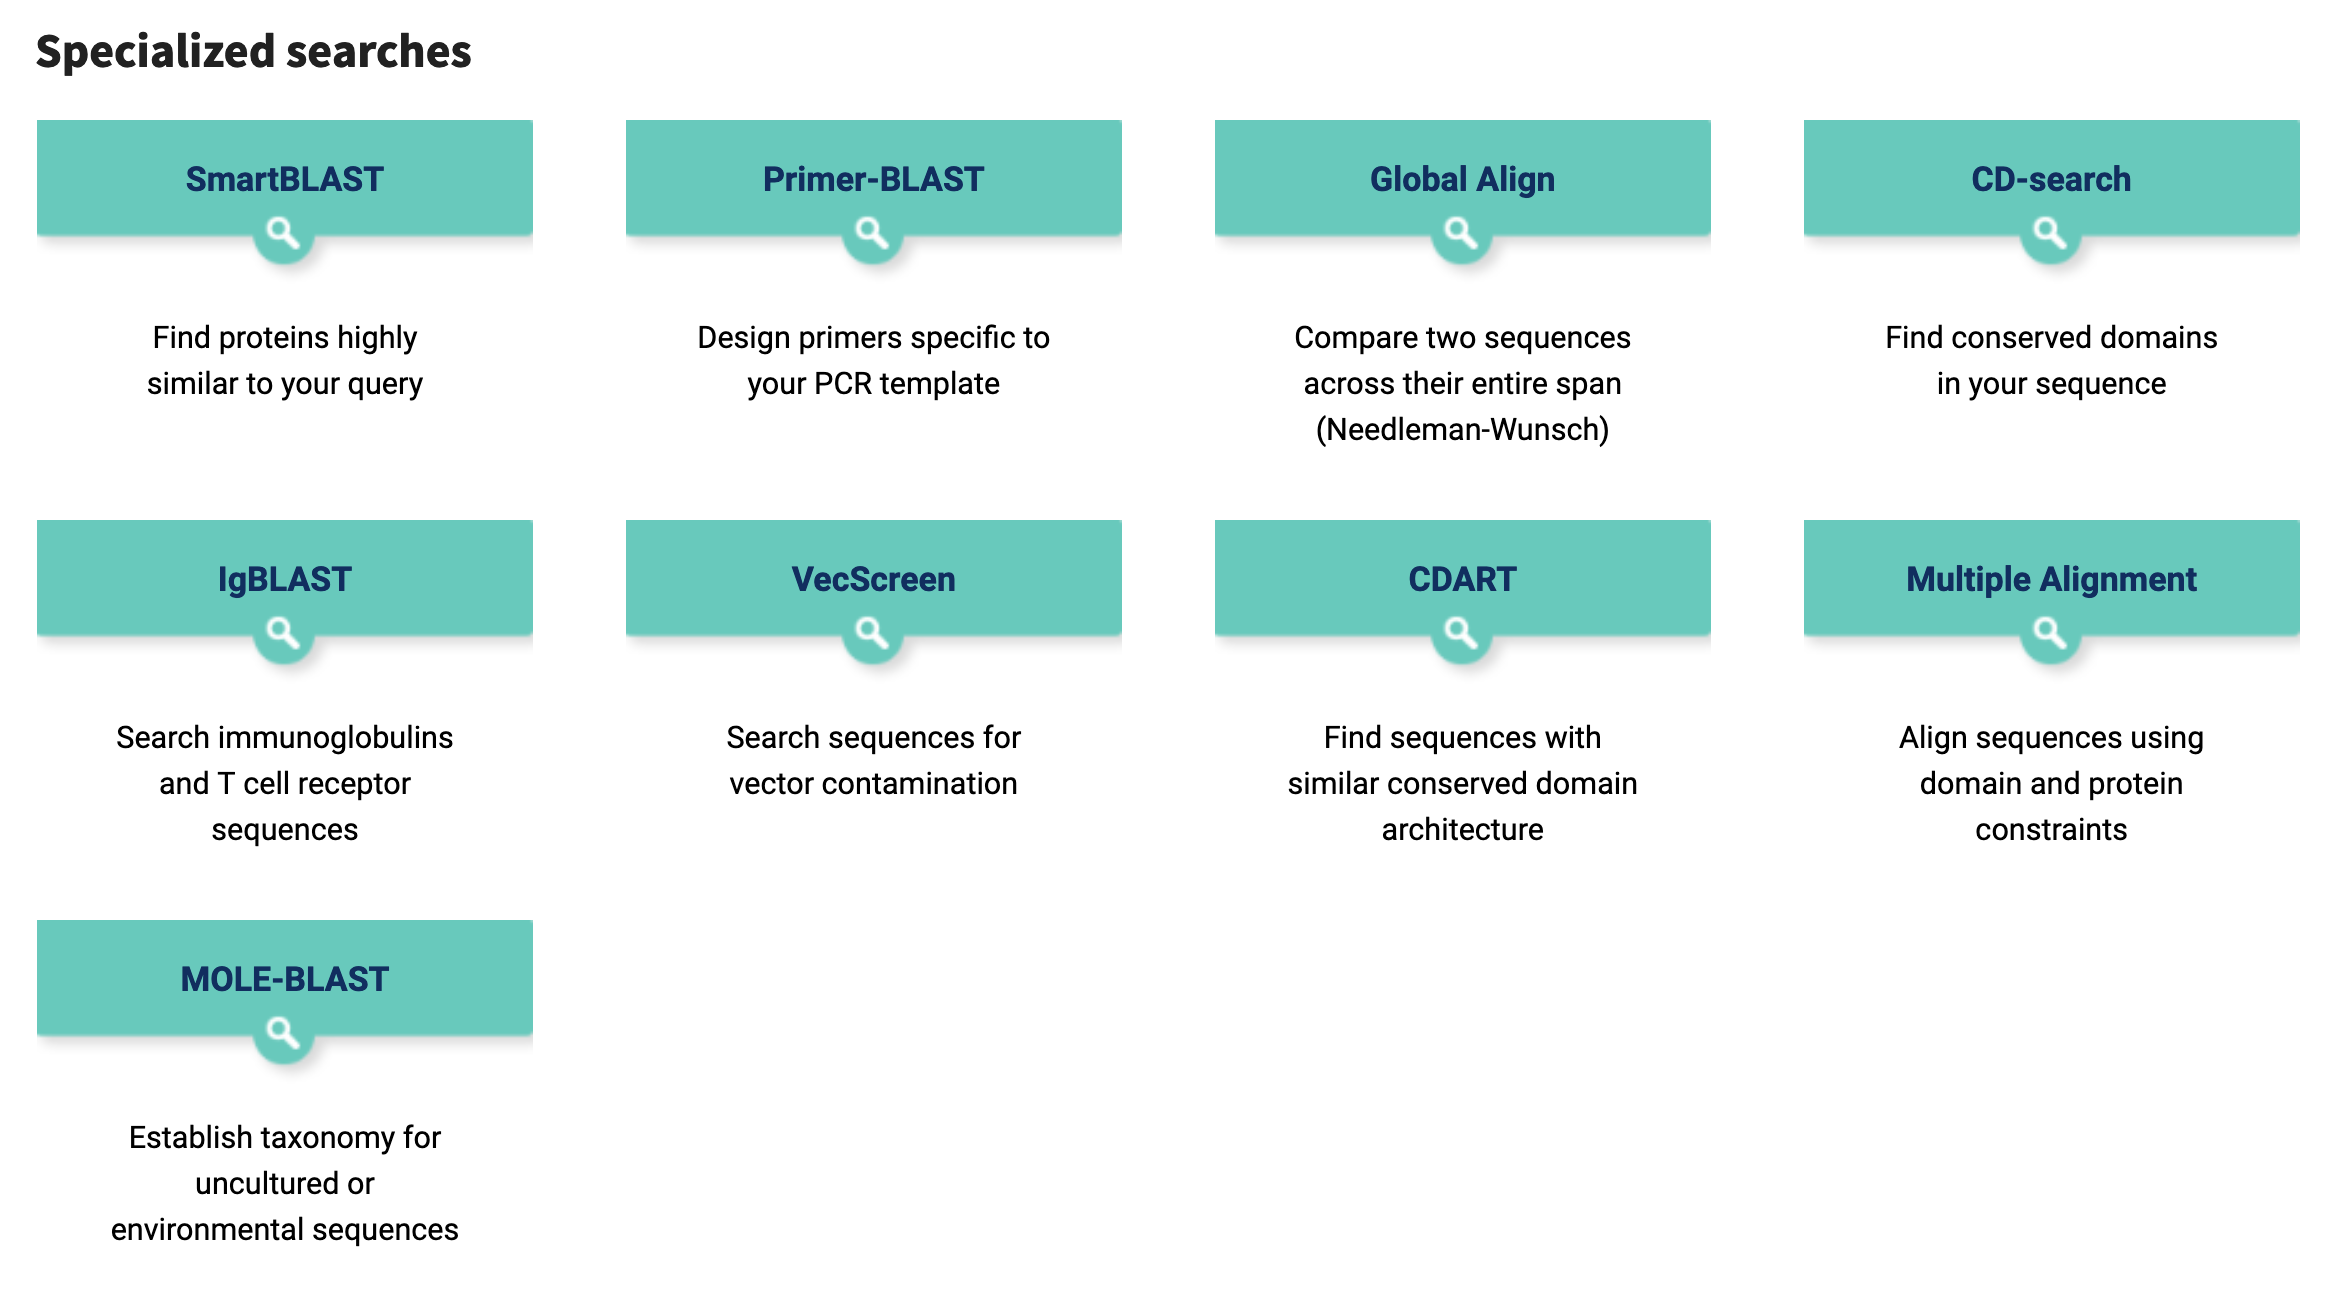 Specialized searches
SmartBLAST
Find proteins highly
similar to your query
Primer-BLAST
Design primers specific to
your PCR template
Global Align
Compare two sequences
across their entire span
(Needleman-Wunsch)
CD-search
Find conserved domains
in your sequence
IgBLAST
Search immunoglobulins
and T cell receptor
sequences
VecScreen
Search sequences for
vector contamination
CDART
Find sequences with
similar conserved domain
architecture
Multiple Alignment
Align sequences using
domain and protein
constraints
MOLE-BLAST
Establish taxonomy for
uncultured or
environmental sequences